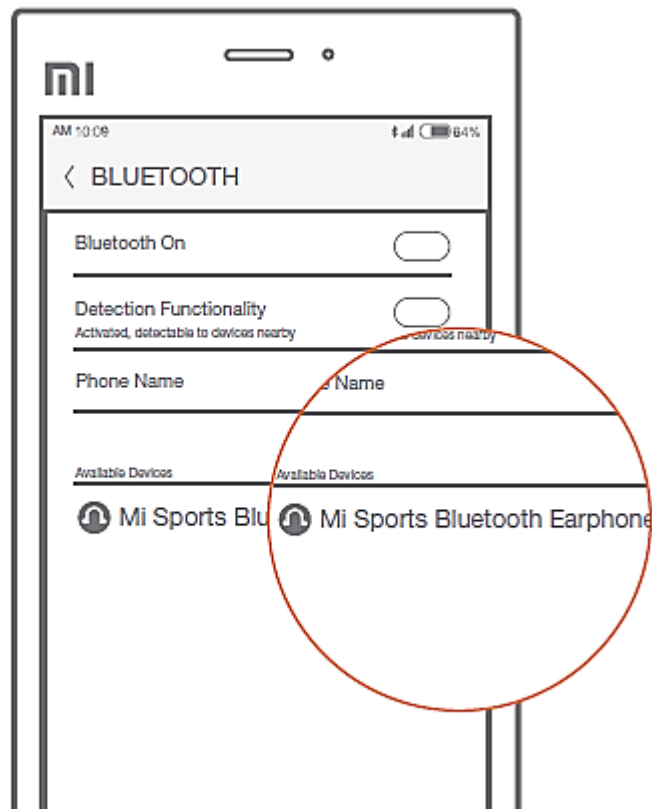 mi
AM 10:09
64%
BLUETOOTH
Bluetooth On
Detection Functionality
Activated, detectable to devices nearby
devices nearby
Phone Name
Name
Available Devices
Available Devices
Mi Sports Blu
Mi Sports Bluetooth Earphone